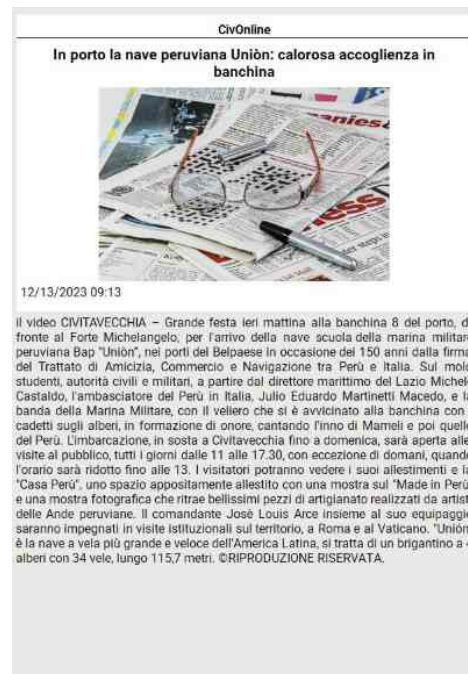 CivOnline
In porto la nave peruviana Uniòn: calorosa accoglienza in
banchina
12/13/2023 09:13
il video CIVITAVECCHIA – Grande festa ieri mattina alla banchina 8 del porto, d
fronte al Forte Michelangelo, per l'arrivo della nave scuola della marina militare
peruviana Bap "Uniòn", nei porti del Belpaese in occasione dei 150 anni dalla firma
del Trattato di Amicizia, Commercio e Navigazione tra Perù e Italia. Sul molo
studenti, autorità civili e militari, a partire dal direttore marittimo del Lazio Michel
Castaldo, l'ambasciatore del Perù in Italia, Julio Eduardo Martinetti Macedo, e la
banda della Marina Militare, con il veliero che si è avvicinato alla banchina con
cadetti sugli alberi, in formazione di onore, cantando l'inno di Mameli e poi quello
del Perù. L'imbarcazione, in sosta a Civitavecchia fino a domenica, sarà aperta alle
visite al pubblico, tutti i giorni dalle 11 alle 17.30, con eccezione di domani, quando
l'orario sarà ridotto fino alle 13. I visitatori potranno vedere i suoi allestimenti e la
"Casa Perù", uno spazio appositamente allestito con una mostra sul "Made in Perù
e una mostra fotografica che ritrae bellissimi pezzi di artigianato realizzati da artist
delle Ande peruviane. Il comandante Josè Louis Arce insieme al suo equipaggio
saranno impegnati in visite istituzionali sul territorio, a Roma e al Vaticano. "Uniòn
è la nave a vela più grande e veloce dell'America Latina, si tratta di un brigantino a
alberi con 34 vele, lungo 115,7 metri. ©RIPRODUZIONE RISERVATA.